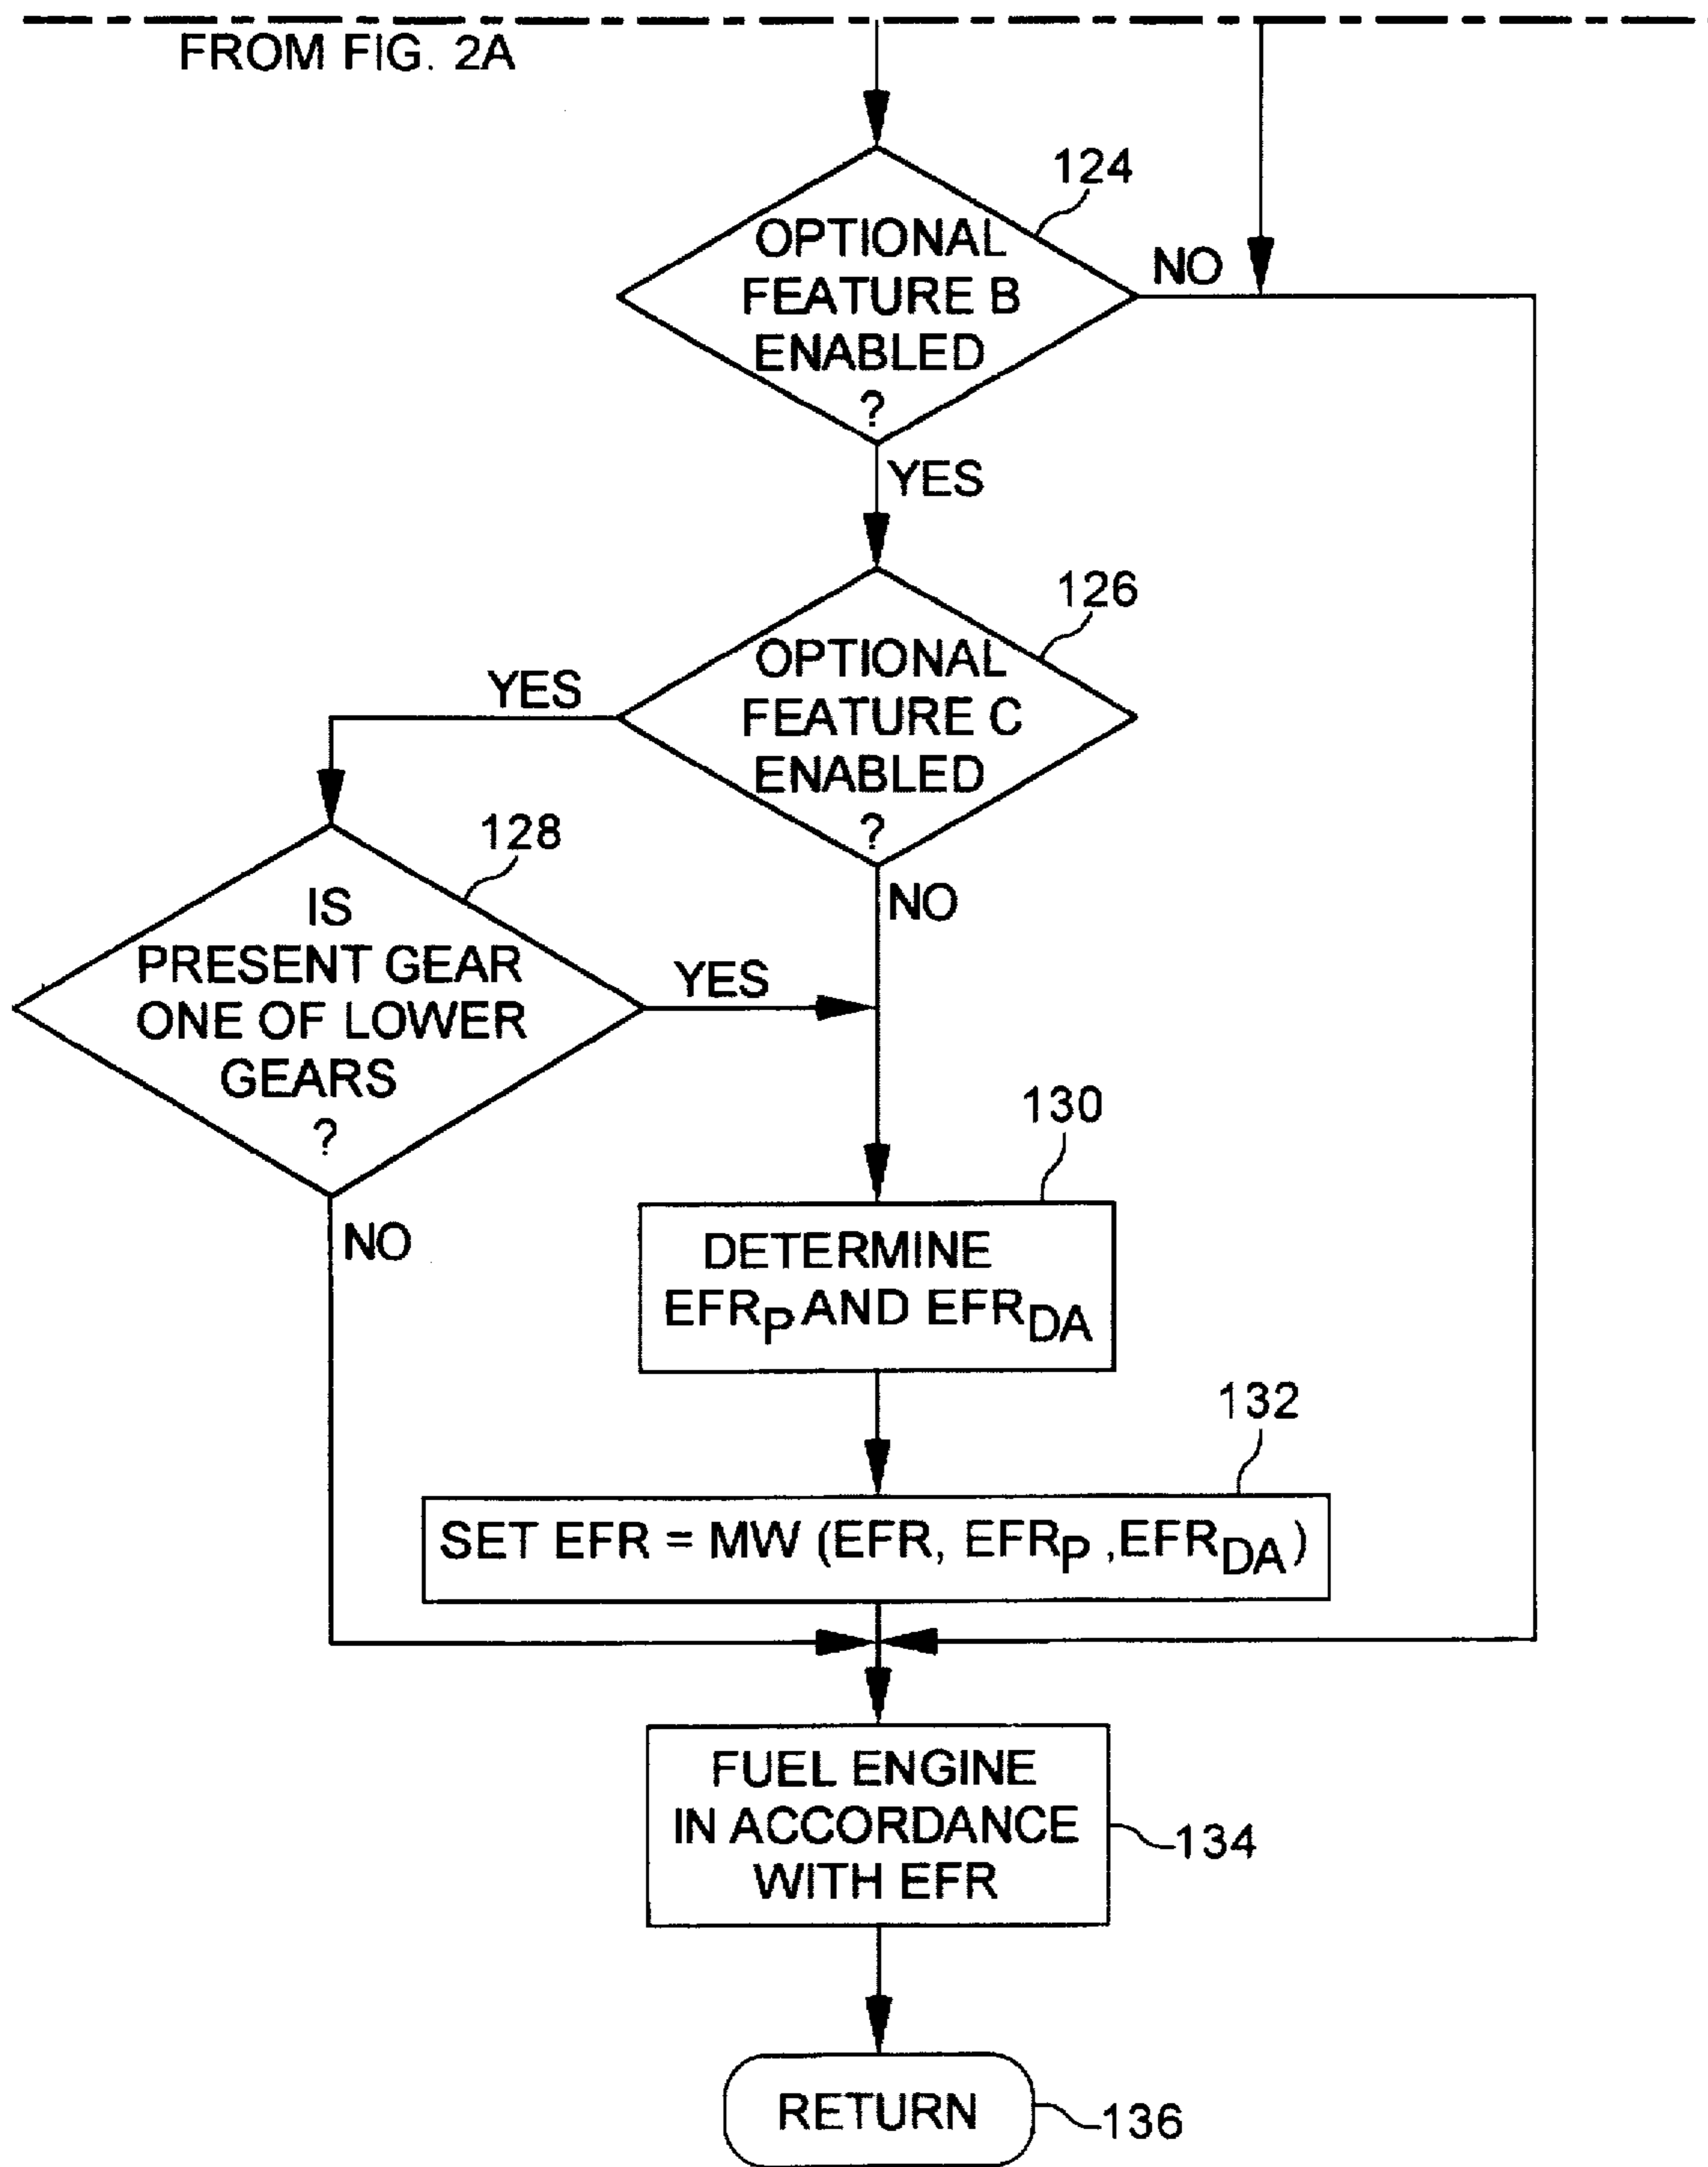 FROM FIG. 2A
124
OPTIONAL
FEATURE B
ENABLED
?
NO
YES
126
OPTIONAL
FEATURE C
ENABLED
?
YES
NO
128
IS
PRESENT GEAR
ONE OF LOWER
GEARS
?
YES
NO
130
DETERMINE
EFRP AND EFRDA
132
SET EFR = MW (EFR, EFRP ,EFRDA)
FUEL ENGINE
IN ACCORDANCE
WITH EFR
134
RETURN
136